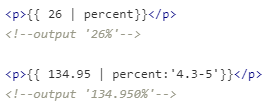 <p>{{ 26 | percent}}</p>
<!--output '26%'-->
<p>{{ 134.95 | percent:'4.3-5'}}</p>
<!--output '134.950%'-->